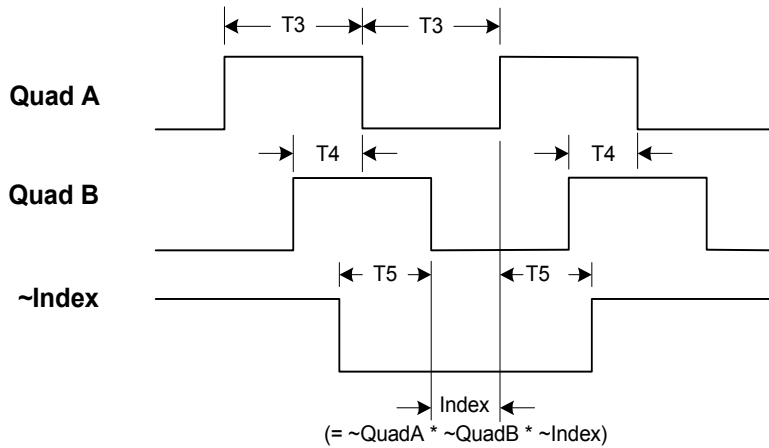 T3 T3
Quad A
T4 T4
Quad B
T5 T5
~Index
Index
(= ~QuadA * ~QuadB * ~Index)